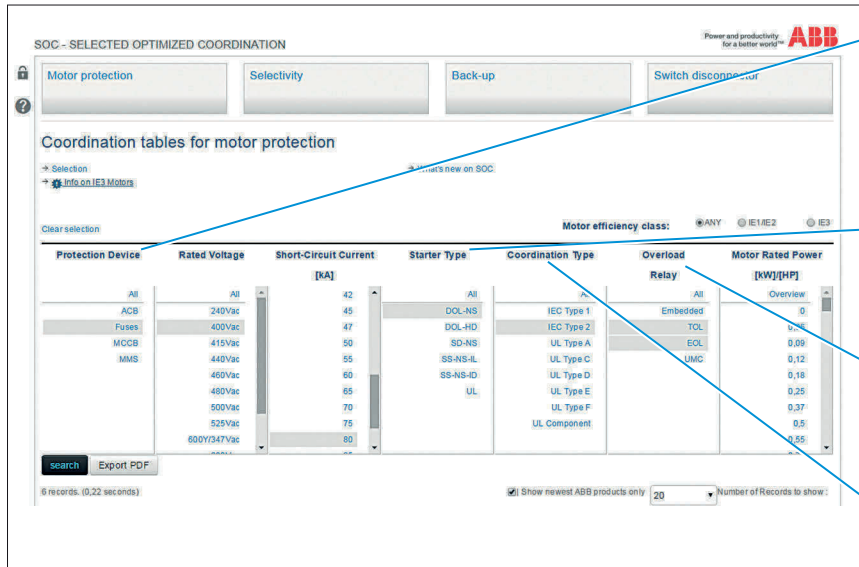 Power and productivity
for a better world™ ABB
SOC - SELECTED OPTIMIZED COORDINATION
Motor protection Selectivity Back-up Switch disconnector
Coordination tables for motor protection
→ Selection → What's new on SOC
→ Info on IE3 Motors
Clear selection Motor efficiency class: ANY IE1/IE2 IE3
Protection Device Rated Voltage Short-Circuit Current Starter Type Coordination Type Overload Motor Rated Power
[kA] Relay [kW]/[HP]
All All 42 All All All Overview
ACB 240Vac 45 DOL-NS IEC Type 1 Embedded 0
Fuses 400Vac 47 DOL-HD IEC Type 2 TOL
MCCB 415Vac 50 SD-NS UL Type A EOL 0,09
MMS 440Vac 55 SS-NS-IL UL Type C UMC 0,12
460Vac 60 SS-NS-ID UL Type D 0,18
480Vac 65 UL UL Type E 0,25
500Vac 70 UL Type F 0,37
525Vac 75 UL Component 0,5
600Y/347Vac 80 0,55
search Export PDF
6 records. (0,22 seconds) Show newest ABB products only 20 Number of Records to show :